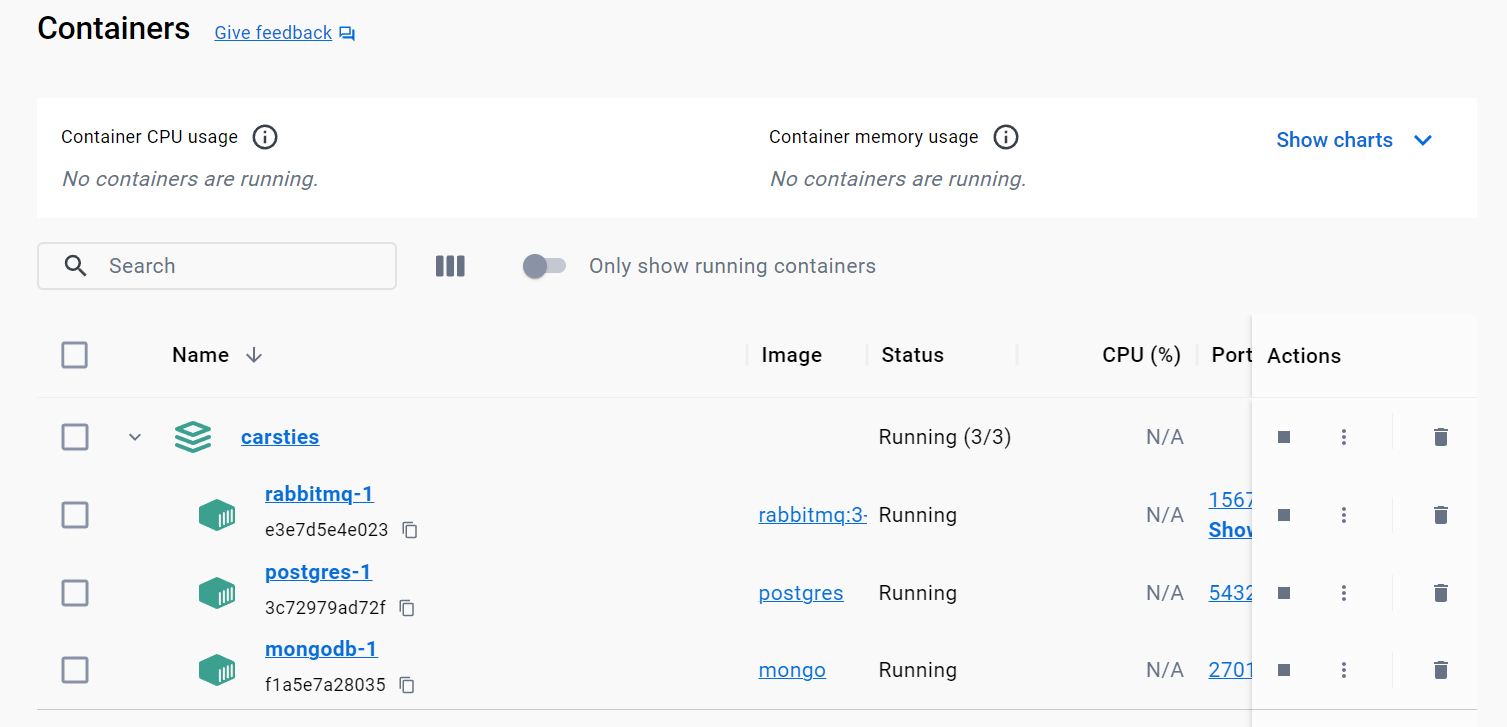 Containers Give feedback
Container CPU usage
No containers are running.
Container memory usage
No containers are running.
Show charts
Search
Only show running containers
Name Image Status CPU (%) Port Actions
carsties Running (3/3) N/A
rabbitmq-1
e3e7d5e4e023
rabbitmq:3- Running N/A 1567
Show
postgres-1
3c72979ad72f
postgres Running N/A 5432
mongodb-1
f1a5e7a28035
mongo Running N/A 2701